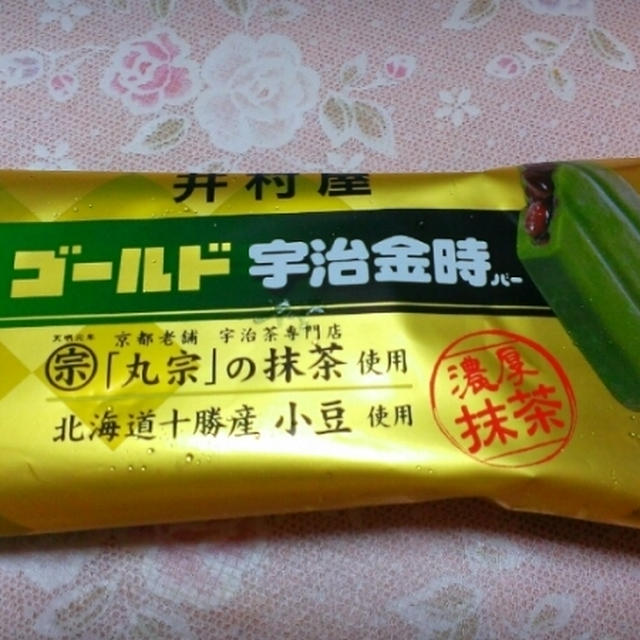 井村屋
ゴールド 宇治金時バー
天明元年 京都老舗 宇治茶専門店
宗「丸宗」の抹茶 使用
北海道十勝産 小豆 使用
濃厚
抹茶